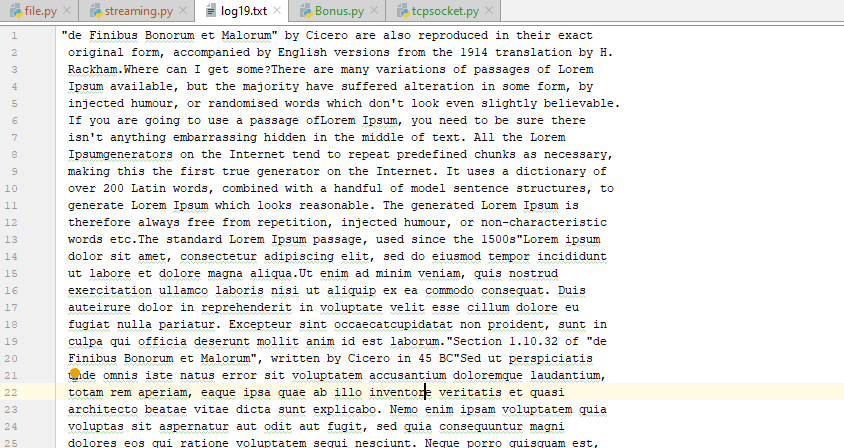 file.py streaming.py log19.txt Bonus.py tcpsocket.py
1 "de Finibus Bonorum et Malorum" by Cicero are also reproduced in their exact
2 original form, accompanied by English versions from the 1914 translation by H.
3 Rackham.Where can I get some?There are many variations of passages of Lorem
4 Ipsum available, but the majority have suffered alteration in some form, by
5 injected humour, or randomised words which don't look even slightly believable.
6 If you are going to use a passage ofLorem Ipsum, you need to be sure there
7 isn't anything embarrassing hidden in the middle of text. All the Lorem
8 Ipsumgenerators on the Internet tend to repeat predefined chunks as necessary,
9 making this the first true generator on the Internet. It uses a dictionary of
10 over 200 Latin words, combined with a handful of model sentence structures, to
11 generate Lorem Ipsum which looks reasonable. The generated Lorem Ipsum is
12 therefore always free from repetition, injected humour, or non-characteristic
13 words etc.The standard Lorem Ipsum passage, used since the 1500s"Lorem ipsum
14 dolor sit amet, consectetur adipiscing elit, sed do eiusmod tempor incididunt
15 ut labore et dolore magna aliqua.Ut enim ad minim veniam, quis nostrud
16 exercitation ullamco laboris nisi ut aliquip ex ea commodo consequat. Duis
17 auteirure dolor in reprehenderit in voluptate velit esse cillum dolore eu
18 fugiat nulla pariatur. Excepteur sint occaecatcupidatat non proident, sunt in
19 culpa qui officia deserunt mollit anim id est laborum."Section 1.10.32 of "de
20 Finibus Bonorum et Malorum", written by Cicero in 45 BC"Sed ut perspiciatis
21 unde omnis iste natus error sit voluptatem accusantium doloremque laudantium,
22 totam rem aperiam, eaque ipsa quae ab illo inventore veritatis et quasi
23 architecto beatae vitae dicta sunt explicabo. Nemo enim ipsam voluptatem quia
24 voluptas sit aspernatur aut odit aut fugit, sed quia consequuntur magni
25 dolores eos qui ratione voluptatem sequi nesciunt. Neque porro quisquam est,